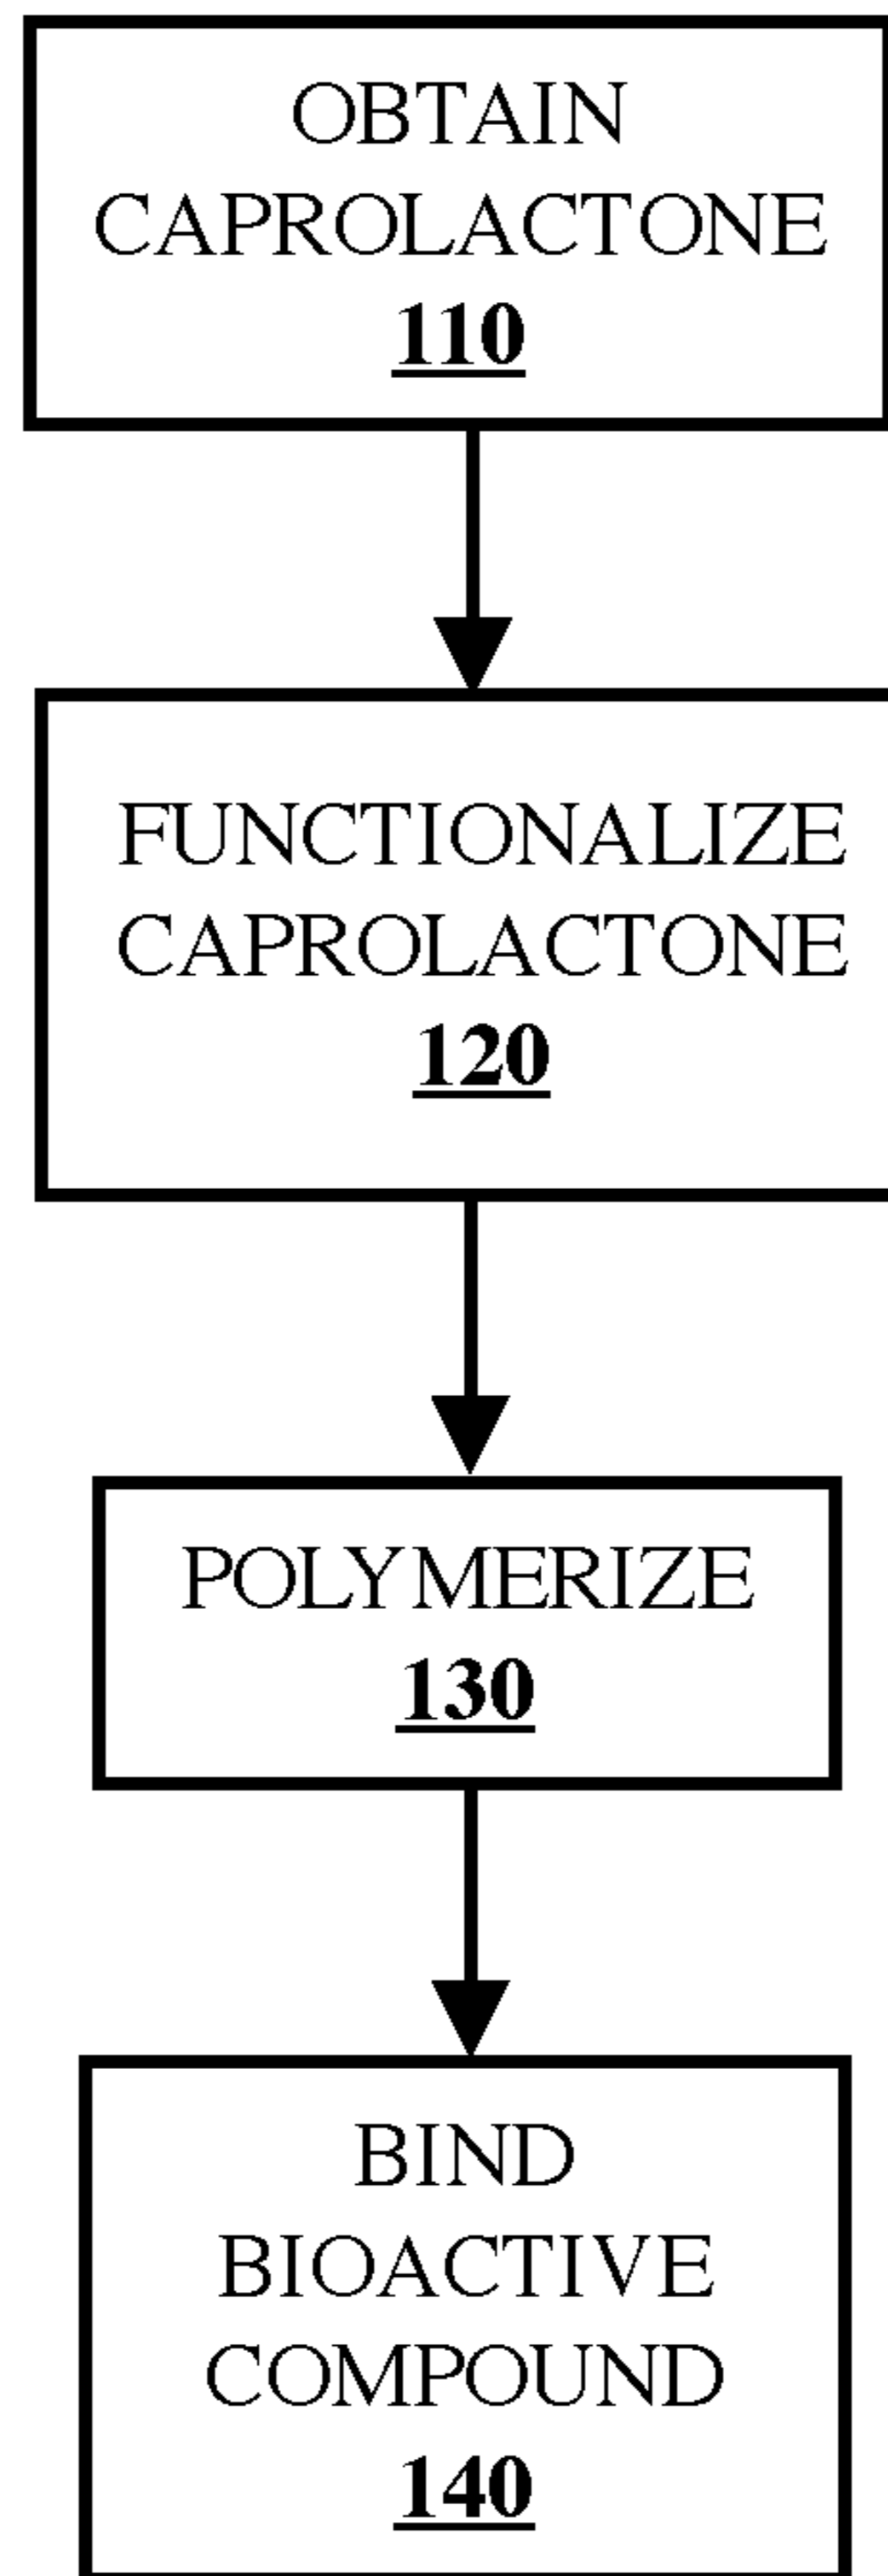 OBTAIN
CAPROLACTONE
110
FUNCTIONALIZE
CAPROLACTONE
120
POLYMERIZE
130
BIND
BIOACTIVE
COMPOUND
140